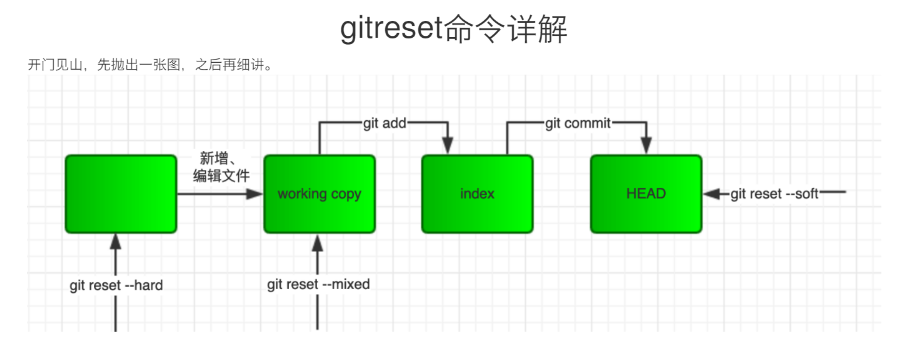 gitreset命令详解
开门见山，先抛出一张图，之后再细讲。
git add
git commit
新增、
编辑文件
working copy
index
HEAD
git reset --soft
git reset --hard
git reset --mixed